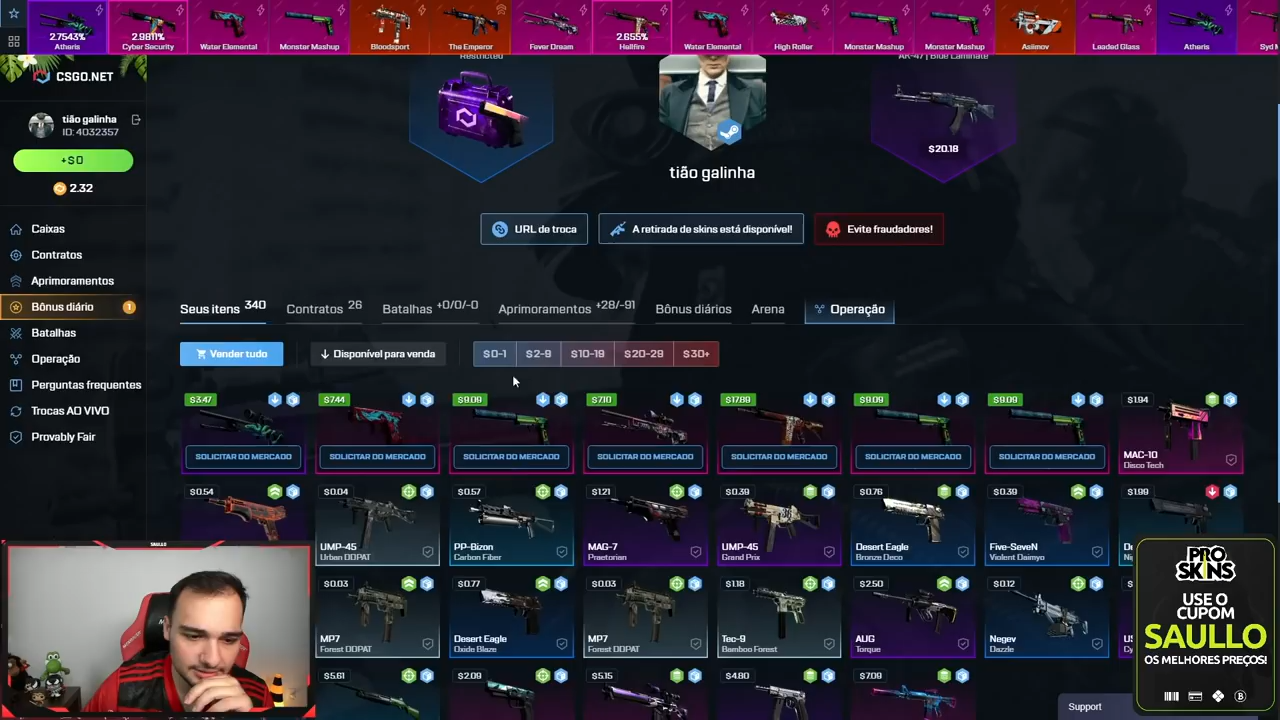 2.7543%
Atheris
2.9811%
Cyber Security
Water Elemental
Monster Mashup
Bloodsport
The Emperor
Fever Dream
2.655%
Hellfire
Water Elemental
High Roller
Monster Mashup
Monster Mashup
Asiimov
Leaded Glass
Atheris
CSGO.NET
Restricted
AK-47 | Blue Laminate
$20.18
tião galinha
ID: 4032357
+$0
2.32
tião galinha
URL de troca
A retirada de skins está disponível!
Evite fraudadores!
Caixas
Contratos
Aprimoramentos
Bônus diário
1
Batalhas
Operação
Perguntas frequentes
Trocas AO VIVO
Provably Fair
Seus itens 340
Contratos 26
Batalhas +0/0/-0
Aprimoramentos +28/-91
Bônus diários
Arena
Operação
Vender tudo
Disponível para venda
$0-1
$2-9
$10-19
$20-29
$30+
$3.47
SOLICITAR DO MERCADO
$7.44
SOLICITAR DO MERCADO
$9.09
SOLICITAR DO MERCADO
$7.10
SOLICITAR DO MERCADO
$17.89
SOLICITAR DO MERCADO
$9.09
SOLICITAR DO MERCADO
$9.09
SOLICITAR DO MERCADO
$1.94
MAC-10
Disco Tech
$0.54
$0.04
UMP-45
Urban DDPAT
$0.57
PP-Bizon
Carbon Fiber
$1.21
MAG-7
Praetorian
$0.39
UMP-45
Grand Prix
$0.76
Desert Eagle
Bronze Deco
$0.39
Five-SeveN
Violent Daimyo
$1.99
$0.03
MP7
Forest DDPAT
$0.77
Desert Eagle
Oxide Blaze
$0.03
MP7
Forest DDPAT
$1.18
Tec-9
Bamboo Forest
$2.50
AUG
Torque
$0.12
Negev
Dazzle
$5.61
$2.09
$5.15
$4.80
$7.09
SAULLO
PRO
SKINS
USE O
CUPOM
SAULLO
OS MELHORES PREÇOS!
Support